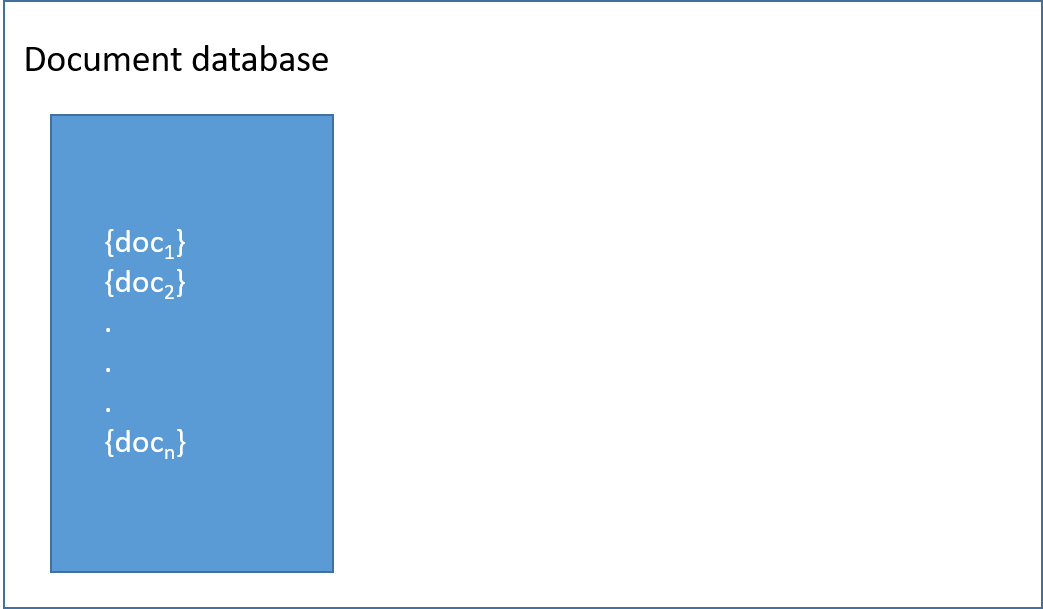 Document database
{doc₁}
{doc₂}
.
.
.
{docₙ}